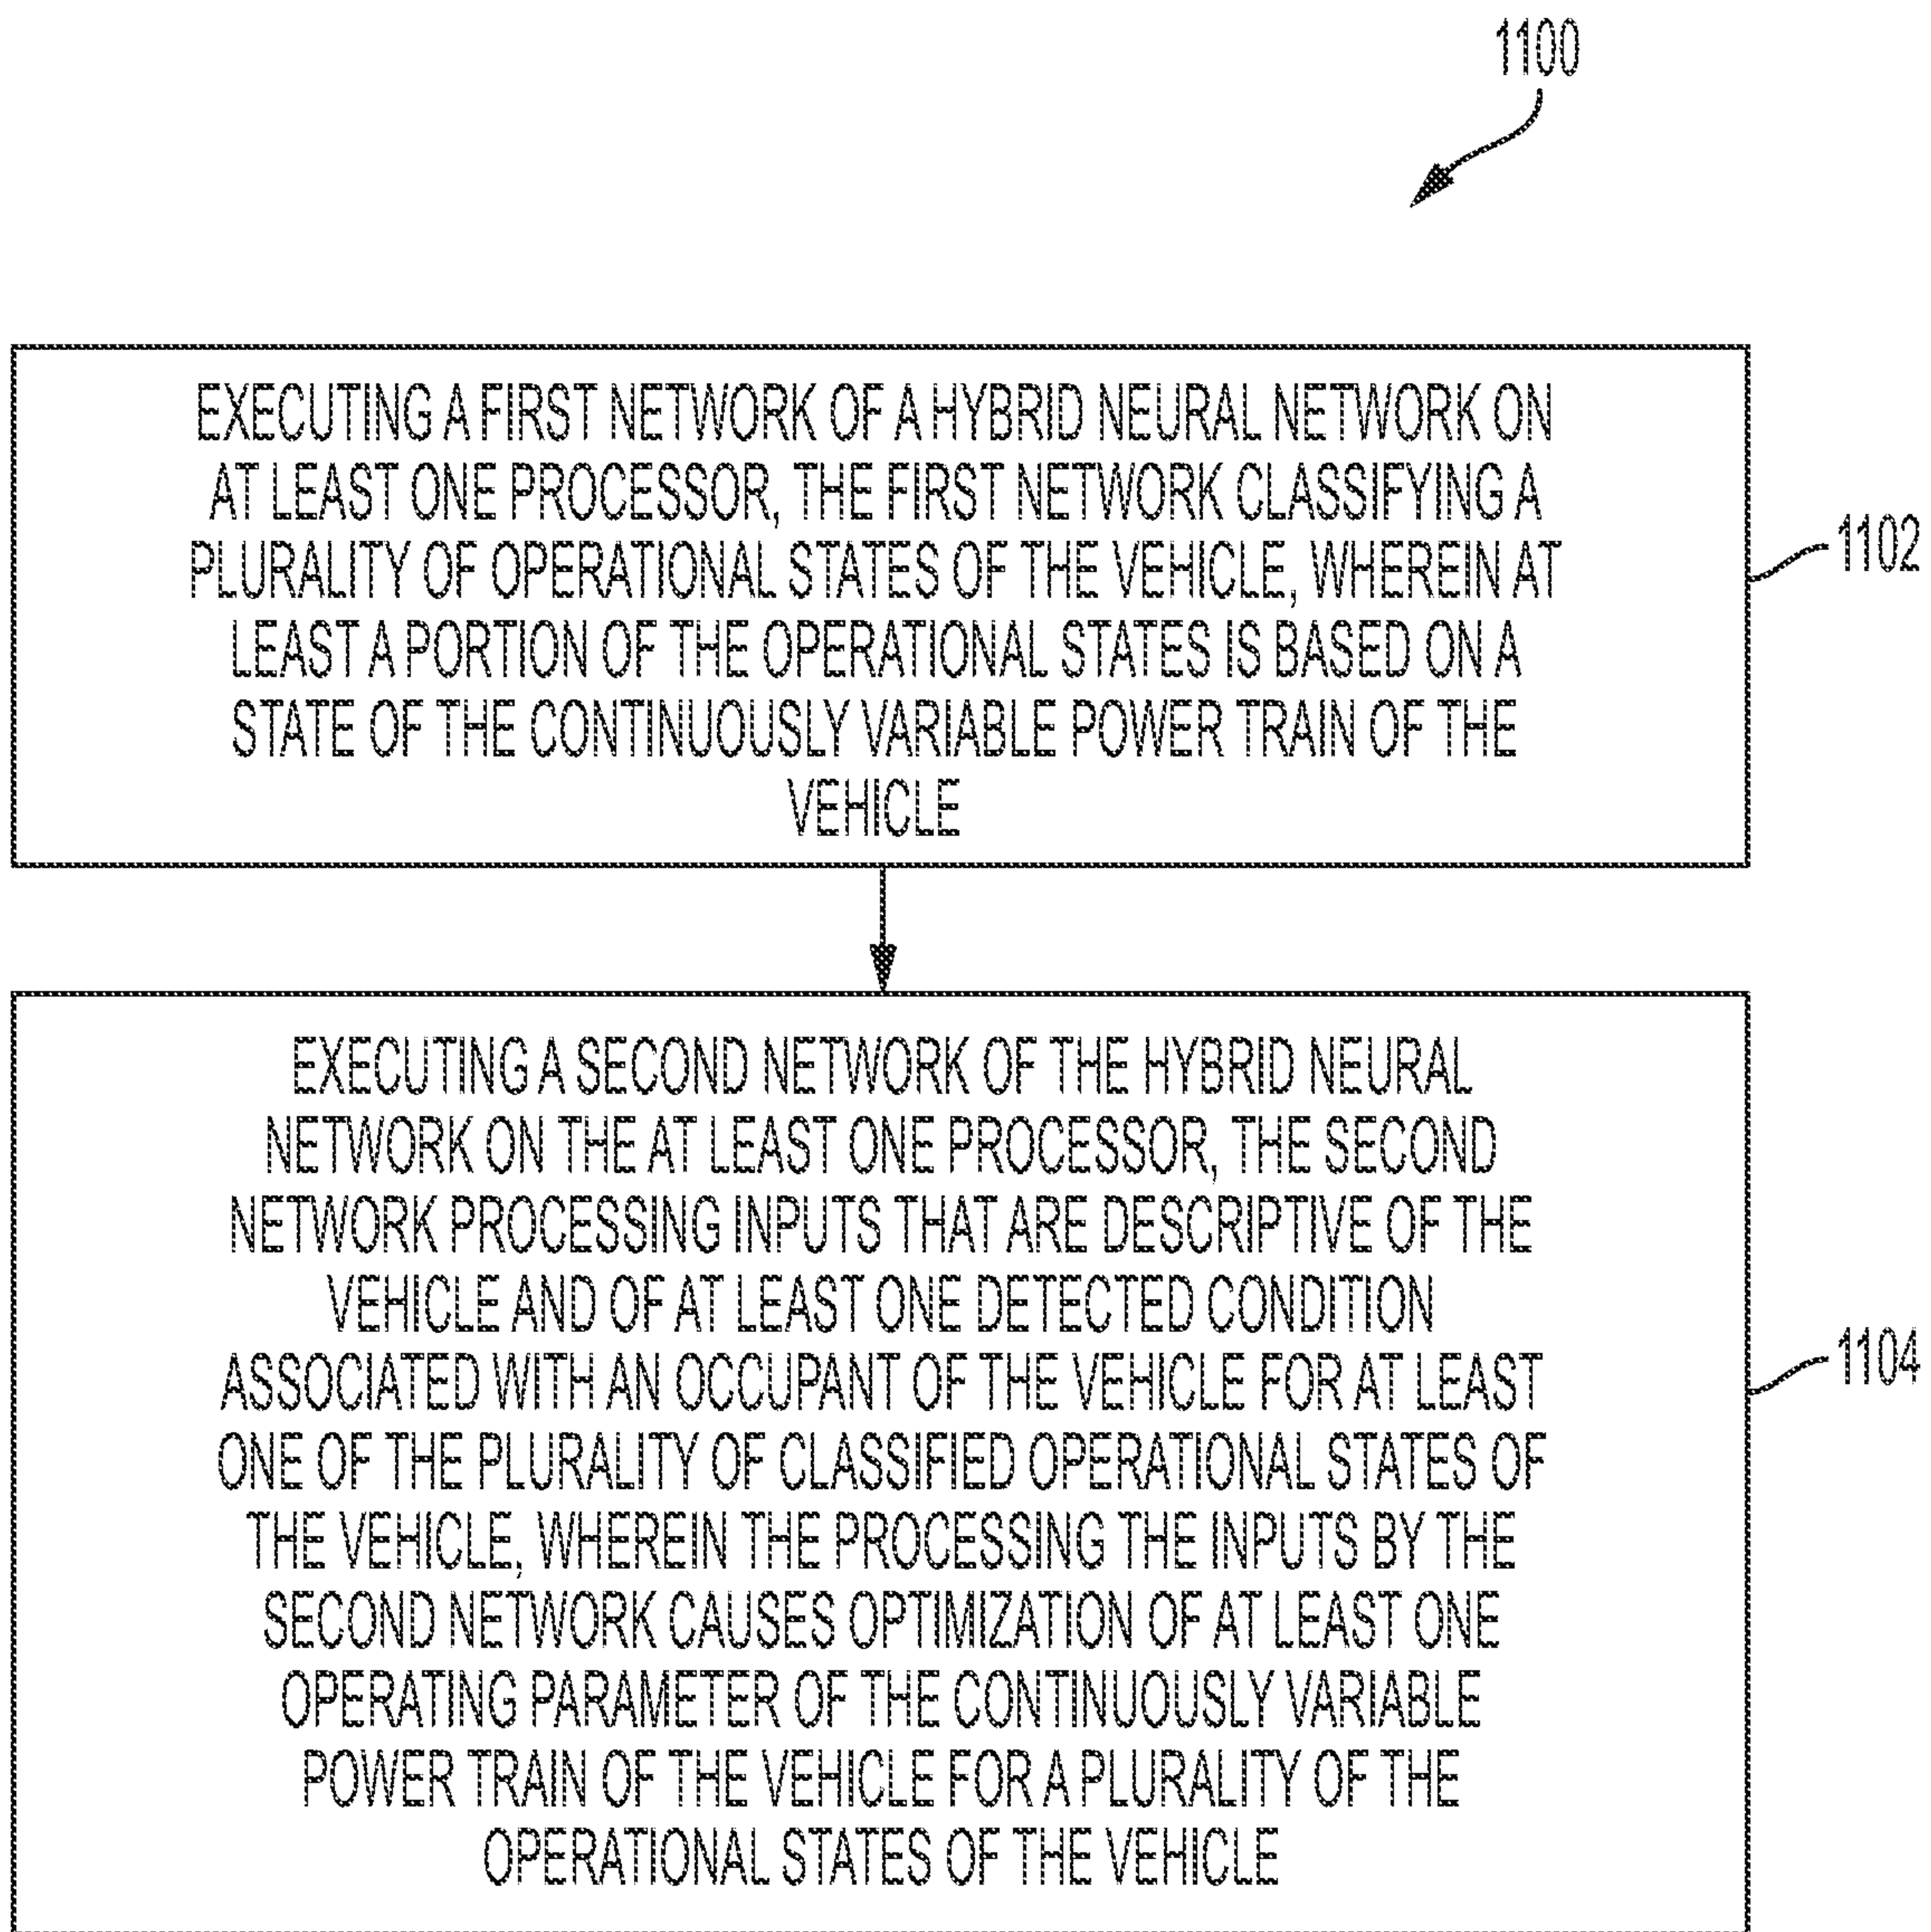 1100
EXECUTING A FIRST NETWORK OF A HYBRID NEURAL NETWORK ON
AT LEAST ONE PROCESSOR, THE FIRST NETWORK CLASSIFYING A
PLURALITY OF OPERATIONAL STATES OF THE VEHICLE, WHEREIN AT
LEAST A PORTION OF THE OPERATIONAL STATES IS BASED ON A
STATE OF THE CONTINUOUSLY VARIABLE POWER TRAIN OF THE
VEHICLE
1102
EXECUTING A SECOND NETWORK OF THE HYBRID NEURAL
NETWORK ON THE AT LEAST ONE PROCESSOR, THE SECOND
NETWORK PROCESSING INPUTS THAT ARE DESCRIPTIVE OF THE
VEHICLE AND OF AT LEAST ONE DETECTED CONDITION
ASSOCIATED WITH AN OCCUPANT OF THE VEHICLE FOR AT LEAST
ONE OF THE PLURALITY OF CLASSIFIED OPERATIONAL STATES OF
THE VEHICLE, WHEREIN THE PROCESSING THE INPUTS BY THE
SECOND NETWORK CAUSES OPTIMIZATION OF AT LEAST ONE
OPERATING PARAMETER OF THE CONTINUOUSLY VARIABLE
POWER TRAIN OF THE VEHICLE FOR A PLURALITY OF THE
OPERATIONAL STATES OF THE VEHICLE
1104